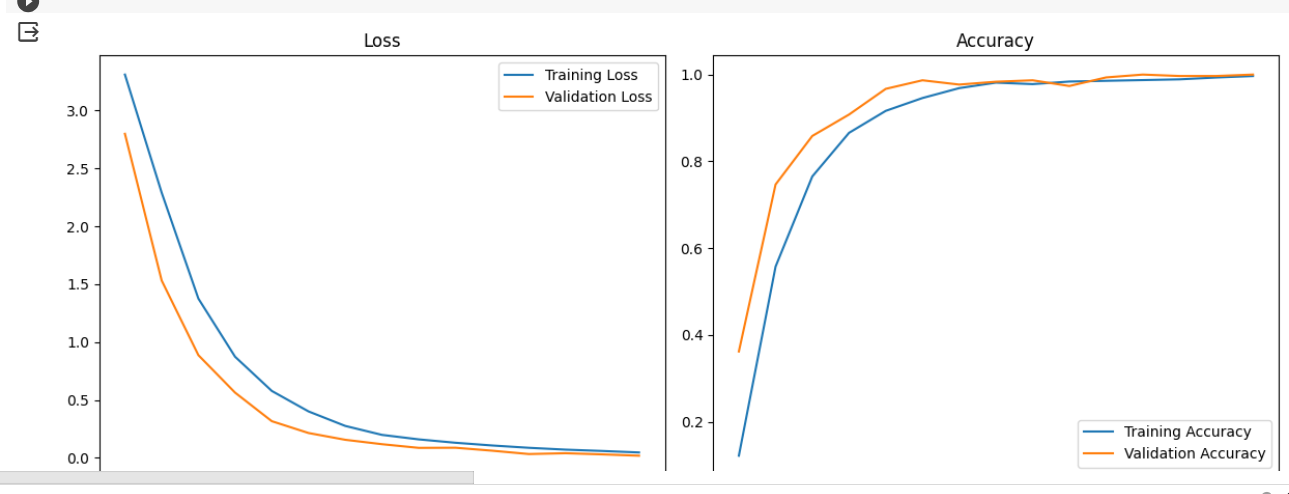 Loss
Training Loss
Validation Loss
3.0
2.5
2.0
1.5
1.0
0.5
0.0
Accuracy
1.0
0.8
0.6
0.4
0.2
Training Accuracy
Validation Accuracy